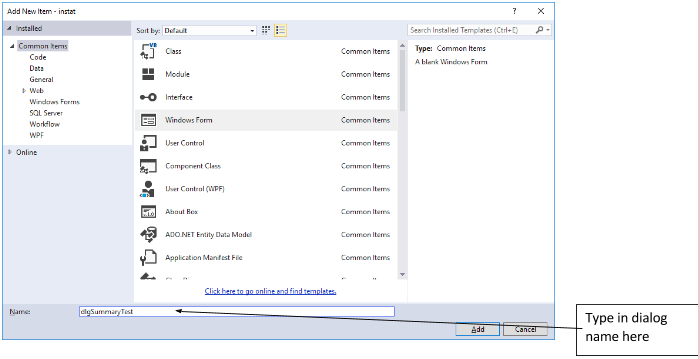 Add New Item - instat
Installed
Sort by: Default
Search Installed Templates (Ctrl+E)
Common Items
Code
Data
General
Web
Windows Forms
SQL Server
Workflow
WPF
Online
Class Common Items
Module Common Items
Interface Common Items
Windows Form Common Items
User Control Common Items
Component Class Common Items
User Control (WPF) Common Items
About Box Common Items
ADO.NET Entity Data Model Common Items
Application Manifest File Common Items
Type: Common Items
A blank Windows Form
Click here to go online and find templates.
Name: dlgSummaryTest
Add Cancel
Type in dialog
name here